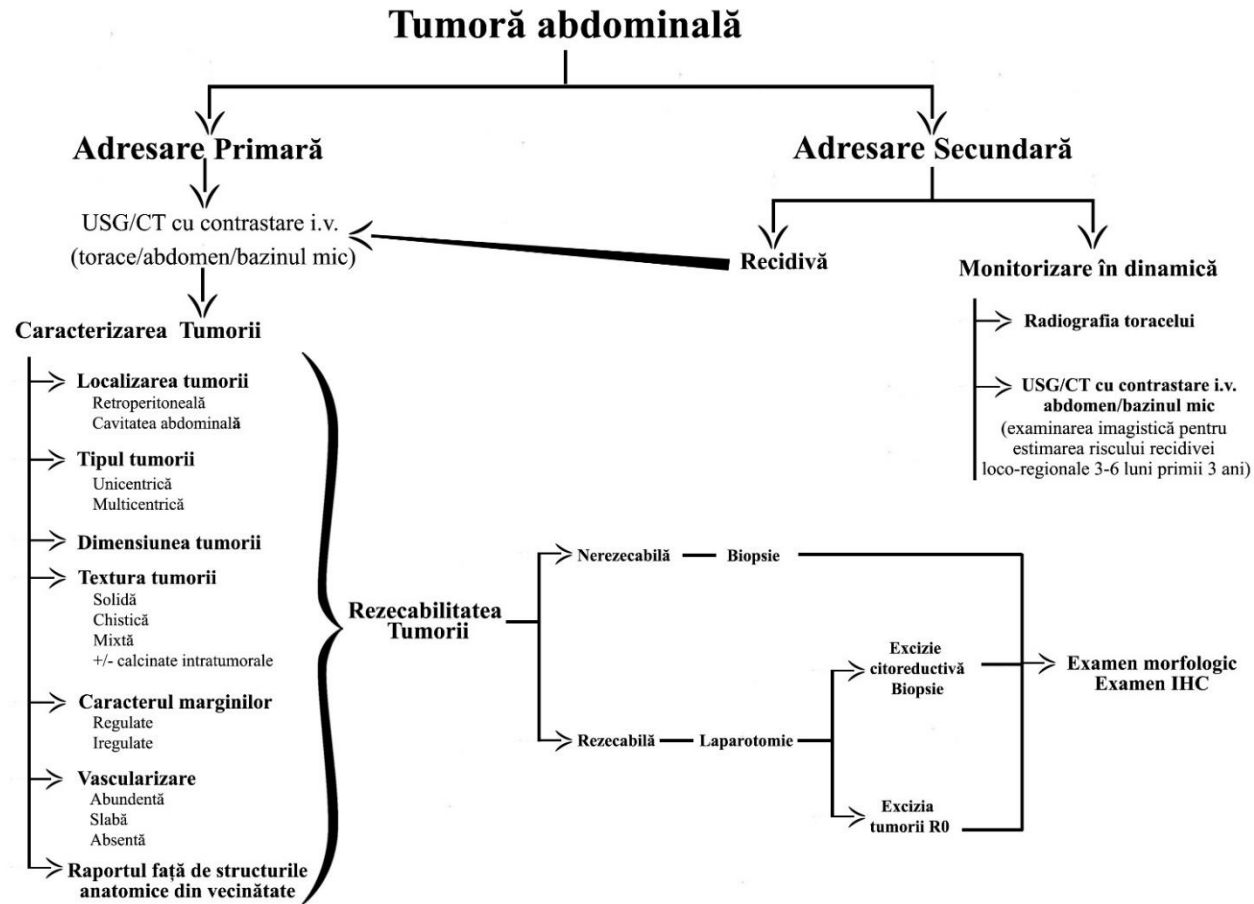 Tumoră abdominală
Adresare Primară
Adresare Secundară
USG/CT cu contrastare i.v.
(torace/abdomen/bazinul mic)
Recidivă
Monitorizare în dinamică
Radiografia toracelui
USG/CT cu contrastare i.v.
abdomen/bazinul mic
(examinarea imagistică pentru
estimarea riscului recidivei
loco-regionale 3-6 luni primii 3 ani)
Caracterizarea Tumorii
Localizarea tumorii
Retroperitoneală
Cavitatea abdominală
Tipul tumorii
Unicentrică
Multicentrică
Dimensiunea tumorii
Textura tumorii
Solidă
Chistică
Mixtă
+/- calcinate intratumorale
Caracterul marginilor
Regulate
Iregulate
Vascularizare
Abundentă
Slabă
Absentă
Raportul față de structurile
anatomice din vecinătate
Rezecabilitatea
Tumorii
Nerezecabilă
Biopsie
Rezecabilă
Laparotomie
Excizie
citoreductivă
Biopsie
Excizia
tumorii R0
Examen morfologic
Examen IHC